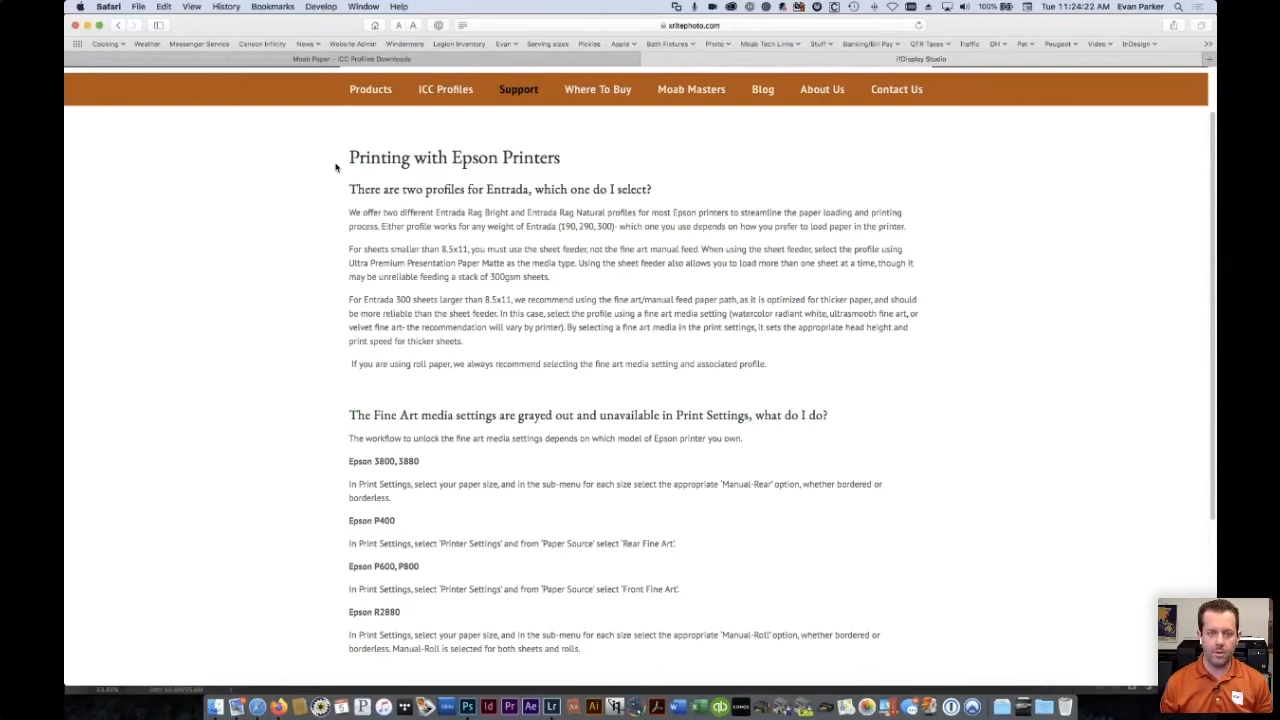 Safari File Edit View History Bookmarks Develop Window Help 100% Tue 11:24:22 AM Evan Parker
xritephoto.com
Cooking Weather Messenger Service Canson Infinity News Website Admin Windermere Legion Inventory Evan Serving sizes Pickles Apple Bath Fixtures Photo Moab Tech Links Stuff Banking/Bill Pay QTR Taxes Traffic DH Pat Peugeot Video InDesign
Moab Paper - ICC Profiles Downloads i1Display Studio
Products ICC Profiles Support Where To Buy Moab Masters Blog About Us Contact Us
Printing with Epson Printers
There are two profiles for Entrada, which one do I select?
We offer two different Entrada Rag Bright and Entrada Rag Natural profiles for most Epson printers to streamline the paper loading and printing
process. Either profile works for any weight of Entrada (190, 290, 300)- which one you use depends on how you prefer to load paper in the printer.
For sheets smaller than 8.5x11, you must use the sheet feeder, not the fine art manual feed. When using the sheet feeder, select the profile using
Ultra Premium Presentation Paper Matte as the media type. Using the sheet feeder also allows you to load more than one sheet at a time, though it
may be unreliable feeding a stack of 300gsm sheets.
For Entrada 300 sheets larger than 8.5x11, we recommend using the fine art/manual feed paper path, as it is optimized for thicker paper, and should
be more reliable than the sheet feeder. In this case, select the profile using a fine art media setting (watercolor radiant white, ultrasmooth fine art, or
velvet fine art- the recommendation will vary by printer). By selecting a fine art media in the print settings, it sets the appropriate head height and
print speed for thicker sheets.
If you are using roll paper, we always recommend selecting the fine art media setting and associated profile.
The Fine Art media settings are grayed out and unavailable in Print Settings, what do I do?
The workflow to unlock the fine art media settings depends on which model of Epson printer you own.
Epson 3800, 3880
In Print Settings, select your paper size, and in the sub-menu for each size select the appropriate 'Manual-Rear' option, whether bordered or
borderless.
Epson P400
In Print Settings, select 'Printer Settings' and from 'Paper Source' select 'Rear Fine Art'.
Epson P600, P800
In Print Settings, select 'Printer Settings' and from 'Paper Source' select 'Front Fine Art'.
Epson R2880
In Print Settings, select your paper size, and in the sub-menu for each size select the appropriate 'Manual-Roll' option, whether bordered or
borderless. Manual-Roll is selected for both sheets and rolls.
33.33%
Ps Id Pr Ae Lr Ai qb SONOS